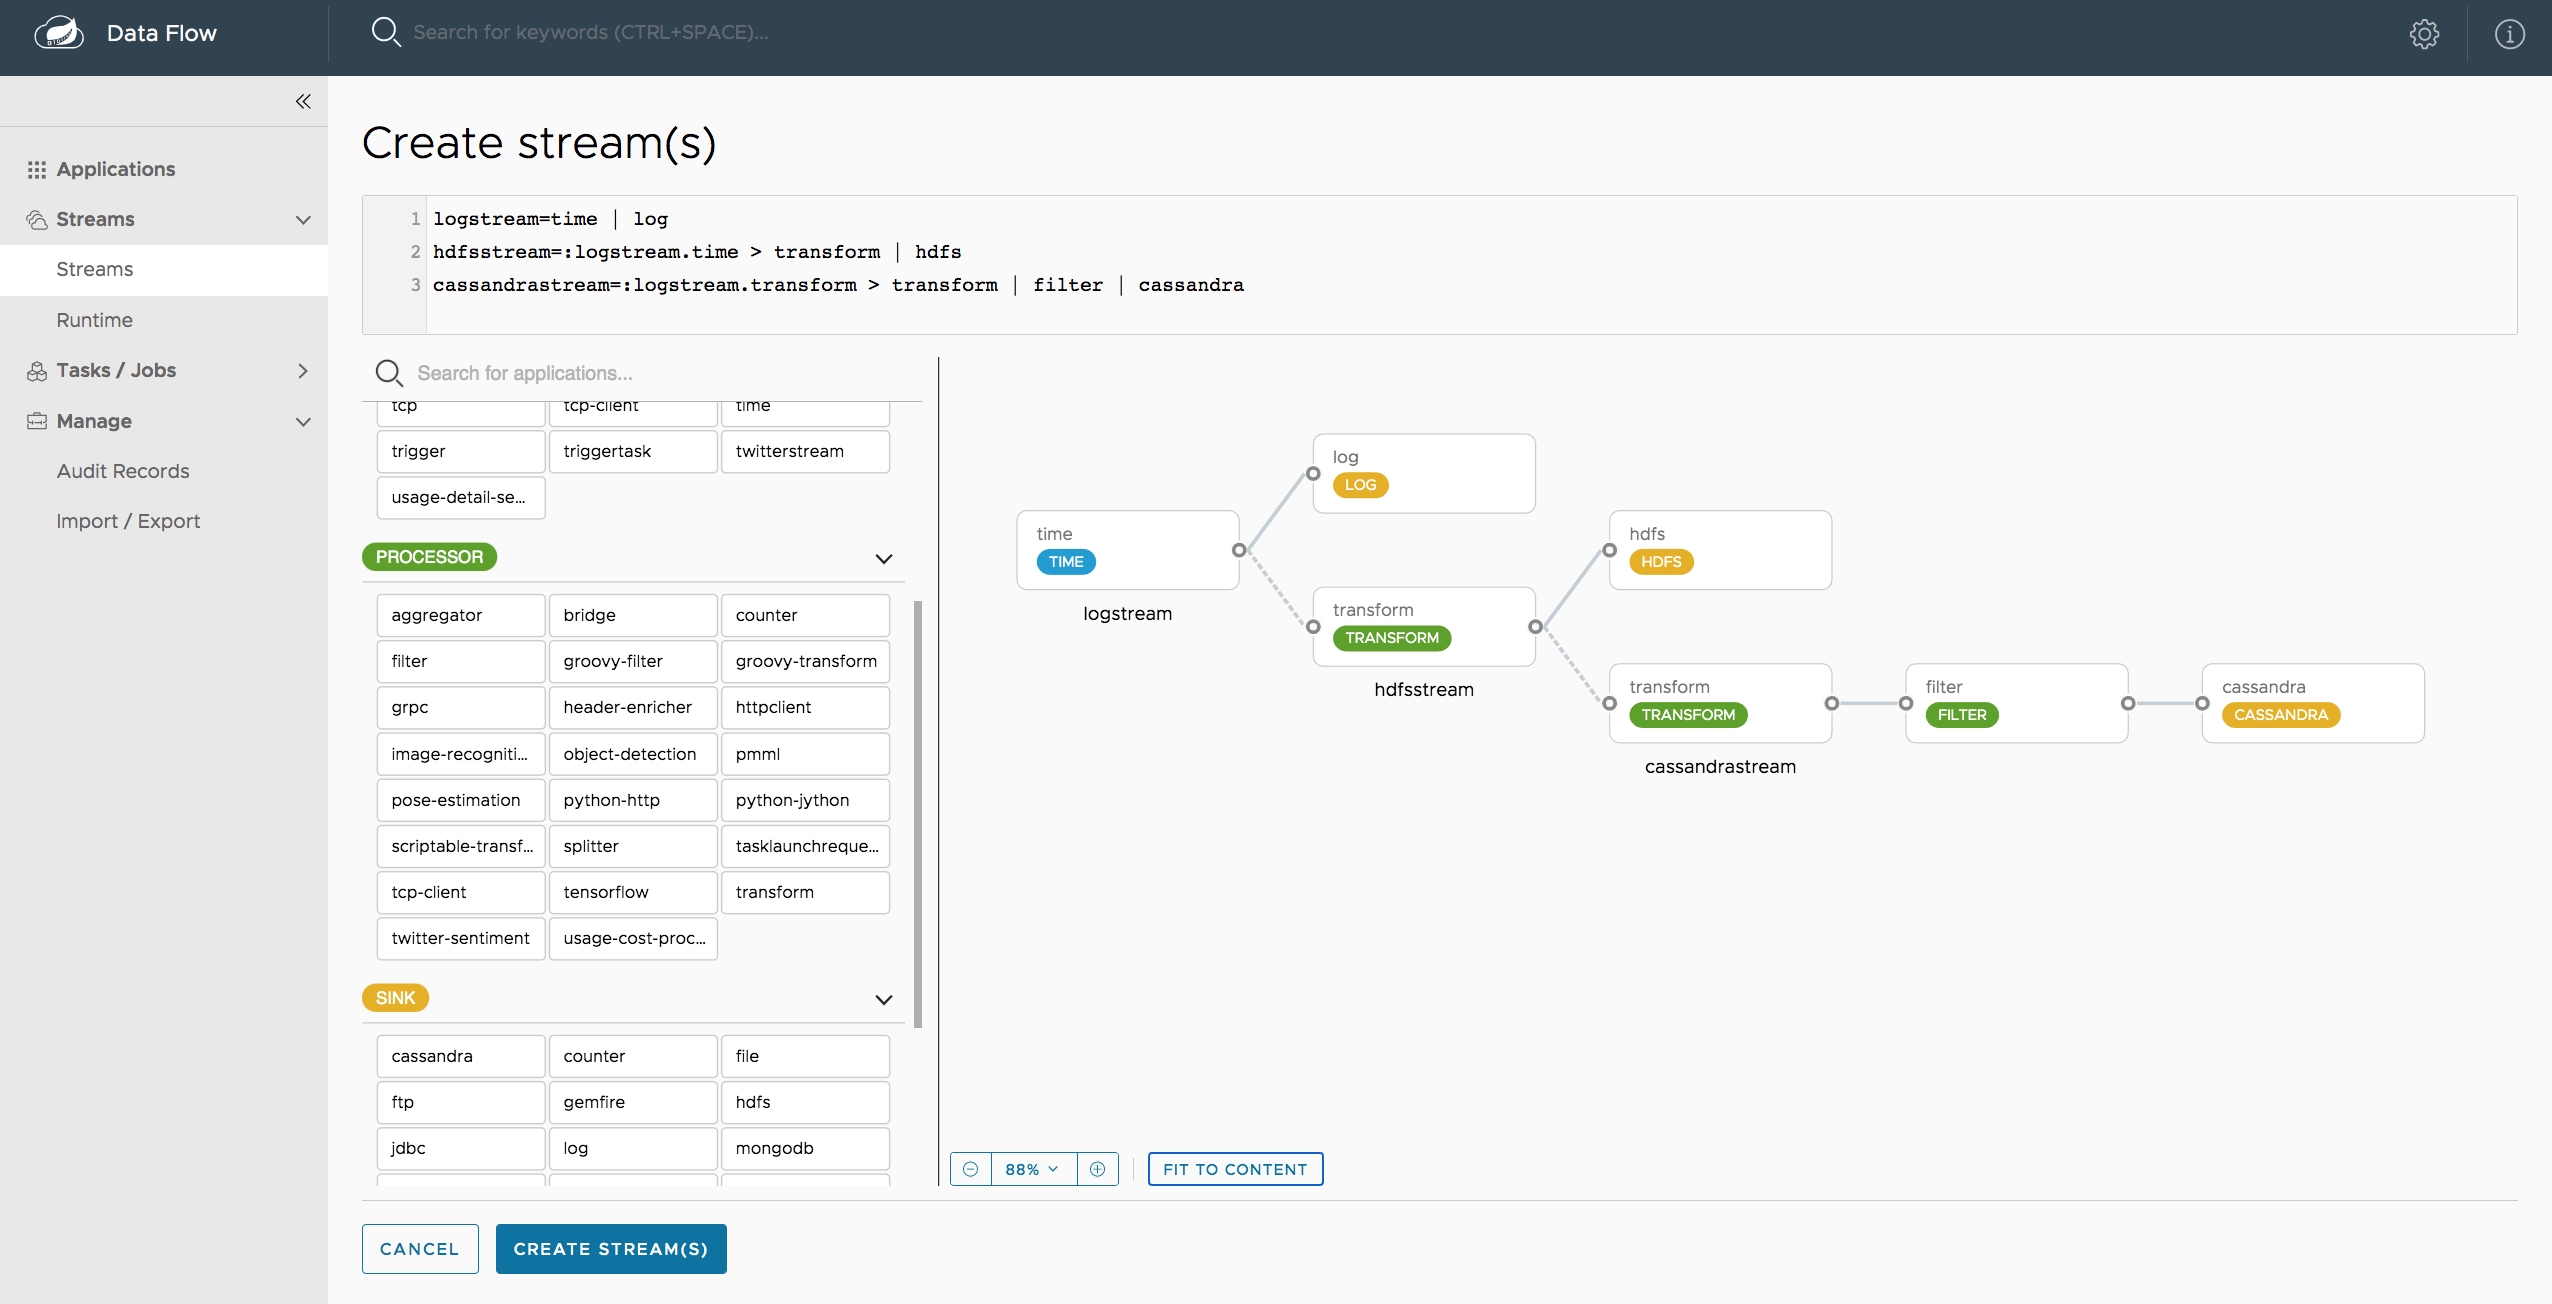 Data Flow
Search for keywords (CTRL+SPACE)...
Applications
Streams
Streams
Runtime
Tasks / Jobs
Manage
Audit Records
Import / Export
Create stream(s)
1 logstream=time | log
2 hdfsstream=:logstream.time > transform | hdfs
3 cassandrastream=:logstream.transform > transform | filter | cassandra
Search for applications...
tcp tcp-client time
trigger triggertask twitterstream
usage-detail-se...
PROCESSOR
aggregator bridge counter
filter groovy-filter groovy-transform
grpc header-enricher httpclient
image-recogniti... object-detection pmml
pose-estimation python-http python-jython
scriptable-transf... splitter tasklaunchreque...
tcp-client tensorflow transform
twitter-sentiment usage-cost-proc...
SINK
cassandra counter file
ftp gemfire hdfs
jdbc log mongodb
log
LOG
time
TIME
logstream
hdfs
HDFS
transform
TRANSFORM
hdfsstream
transform
TRANSFORM
cassandrastream
filter
FILTER
cassandra
CASSANDRA
88%
FIT TO CONTENT
CANCEL
CREATE STREAM(S)